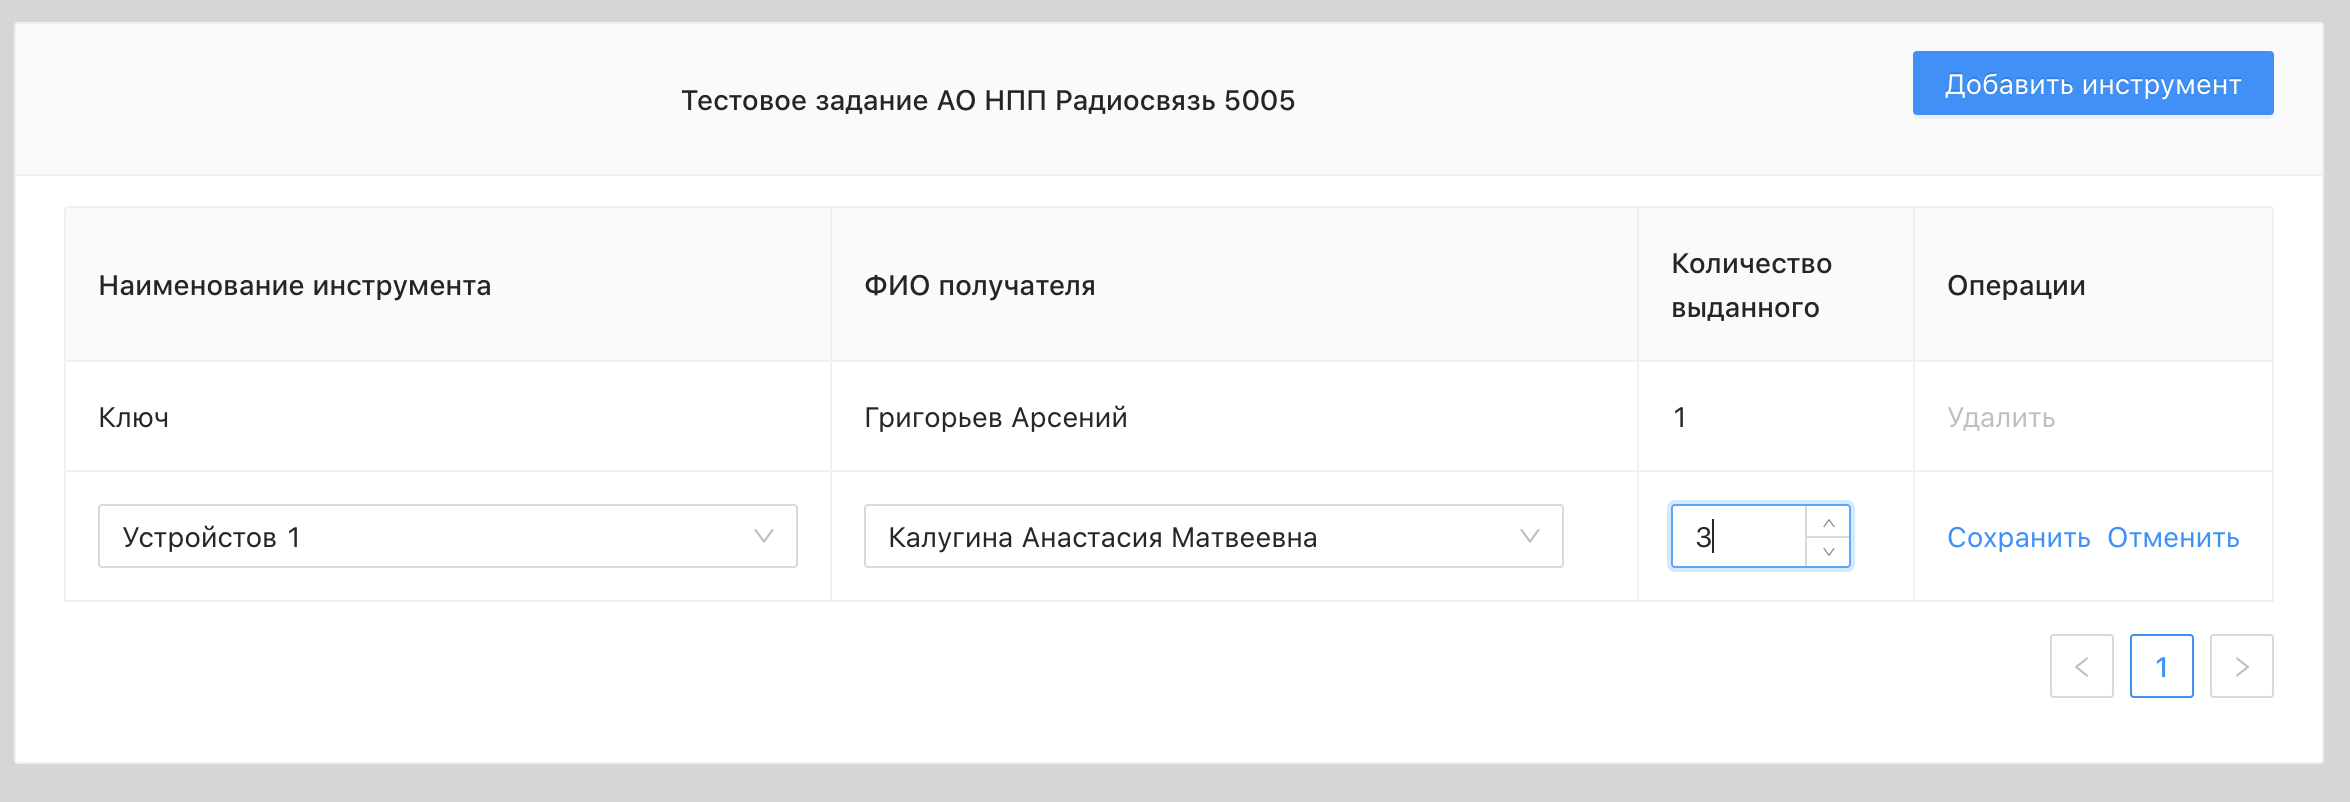 Тестовое задание АО НПП Радиосвязь 5005
Добавить инструмент
Наименование инструмента
ФИО получателя
Количество
выданного
Операции
Ключ
Григорьев Арсений
1
Удалить
Устройстов 1
Калугина Анастасия Матвеевна
3
Сохранить Отменить
1